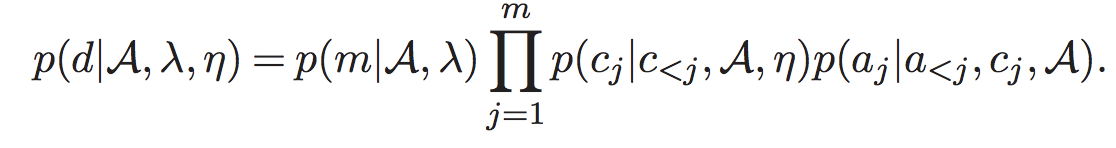 p(d|𝒜, λ, η) = p(m|𝒜, λ) ∏_{j=1}^{m} p(c_j|c_{<j}, 𝒜, η)p(a_j|a_{<j}, c_j, 𝒜).